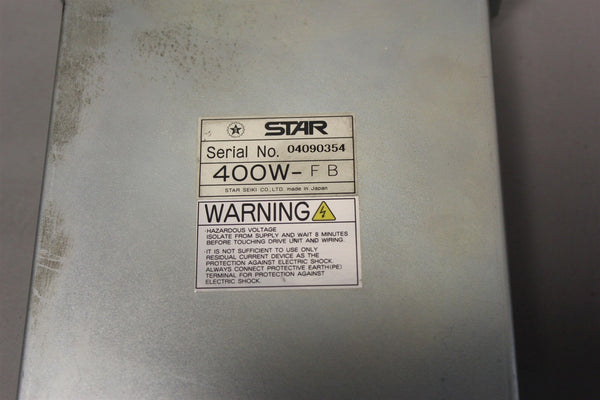 STAR
Serial No. 04090354
400W-FB
STAR SEIKI CO.,LTD. made in Japan
WARNING
·HAZARDOUS VOLTAGE
ISOLATE FROM SUPPLY AND WAIT 8 MINUTES
BEFORE TOUCHING DRIVE UNIT AND WIRING.
·IT IS NOT SUFFICIENT TO USE ONLY
RESIDUAL CURRENT DEVICE AS THE
PROTECTION AGAINST ELECTRIC SHOCK.
ALWAYS CONNECT PROTECTIVE EARTH(PE)
TERMINAL FOR PROTECTION AGAINST
ELECTRIC SHOCK.